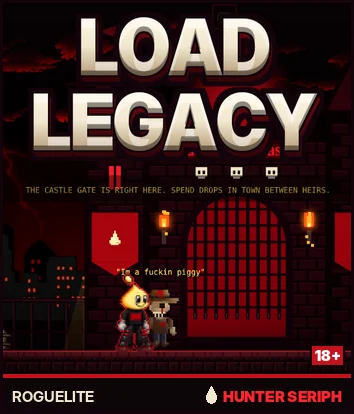 LOAD
LEGACY
THE CASTLE GATE IS RIGHT HERE. SPEND DROPS IN TOWN BETWEEN HEIRS.
"Im a fuckin piggy"
18+
ROGUELITE
HUNTER SERIPH